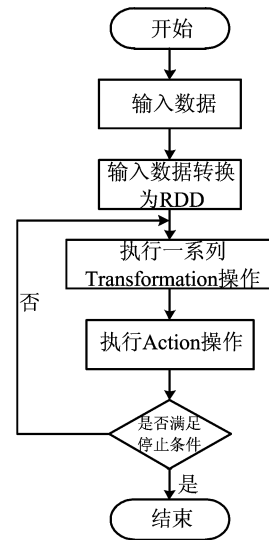 开始
输入数据
输入数据转换
为RDD
执行一系列
Transformation操作
否
执行Action操作
是否满足
停止条件
是
结束